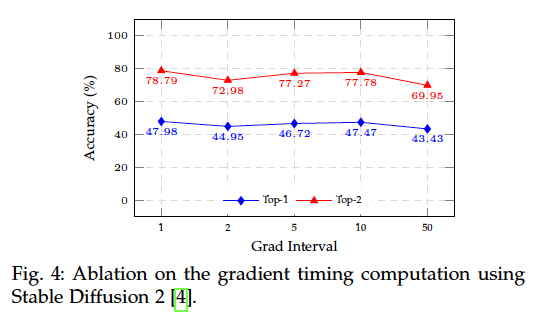 100
80
60
40
20
0
Accuracy (%)
78.79
72.98
77.27
77.78
69.95
47.98
44.95
46.72
47.47
43.43
Top-1 Top-2
1 2 5 10 50
Grad Interval
Fig. 4: Ablation on the gradient timing computation using
Stable Diffusion 2 [4].